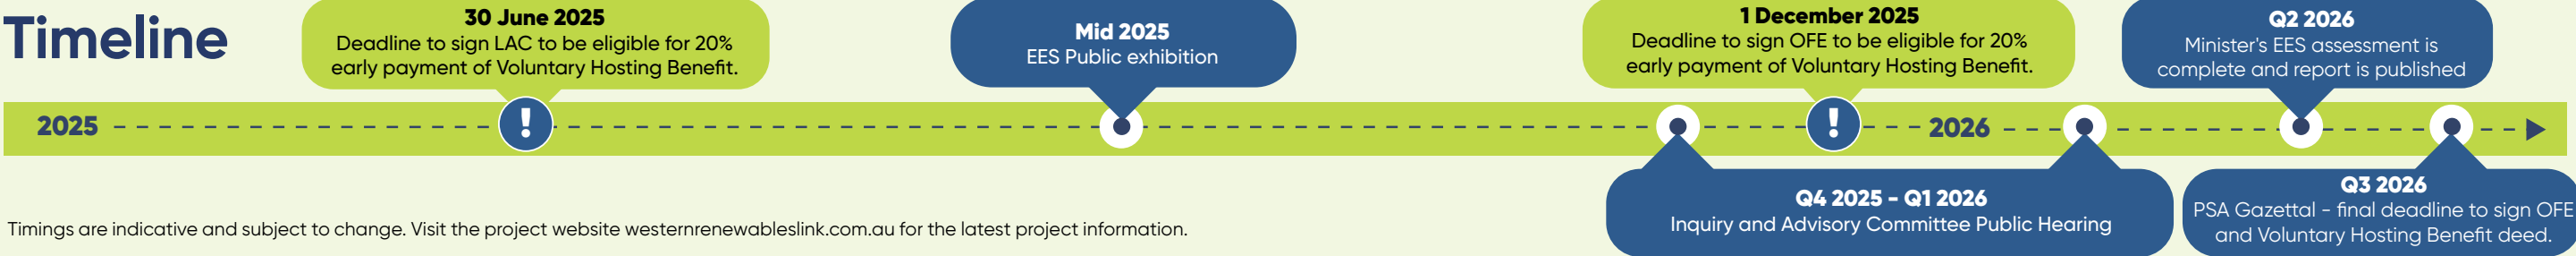 Timeline
30 June 2025
Deadline to sign LAC to be eligible for 20%
early payment of Voluntary Hosting Benefit.
Mid 2025
EES Public exhibition
1 December 2025
Deadline to sign OFE to be eligible for 20%
early payment of Voluntary Hosting Benefit.
Q2 2026
Minister's EES assessment is
complete and report is published
!
!
2025
2026
Q4 2025 - Q1 2026
Inquiry and Advisory Committee Public Hearing
Q3 2026
PSA Gazettal - final deadline to sign OFE
and Voluntary Hosting Benefit deed.
Timings are indicative and subject to change. Visit the project website westernrenewableslink.com.au for the latest project information.